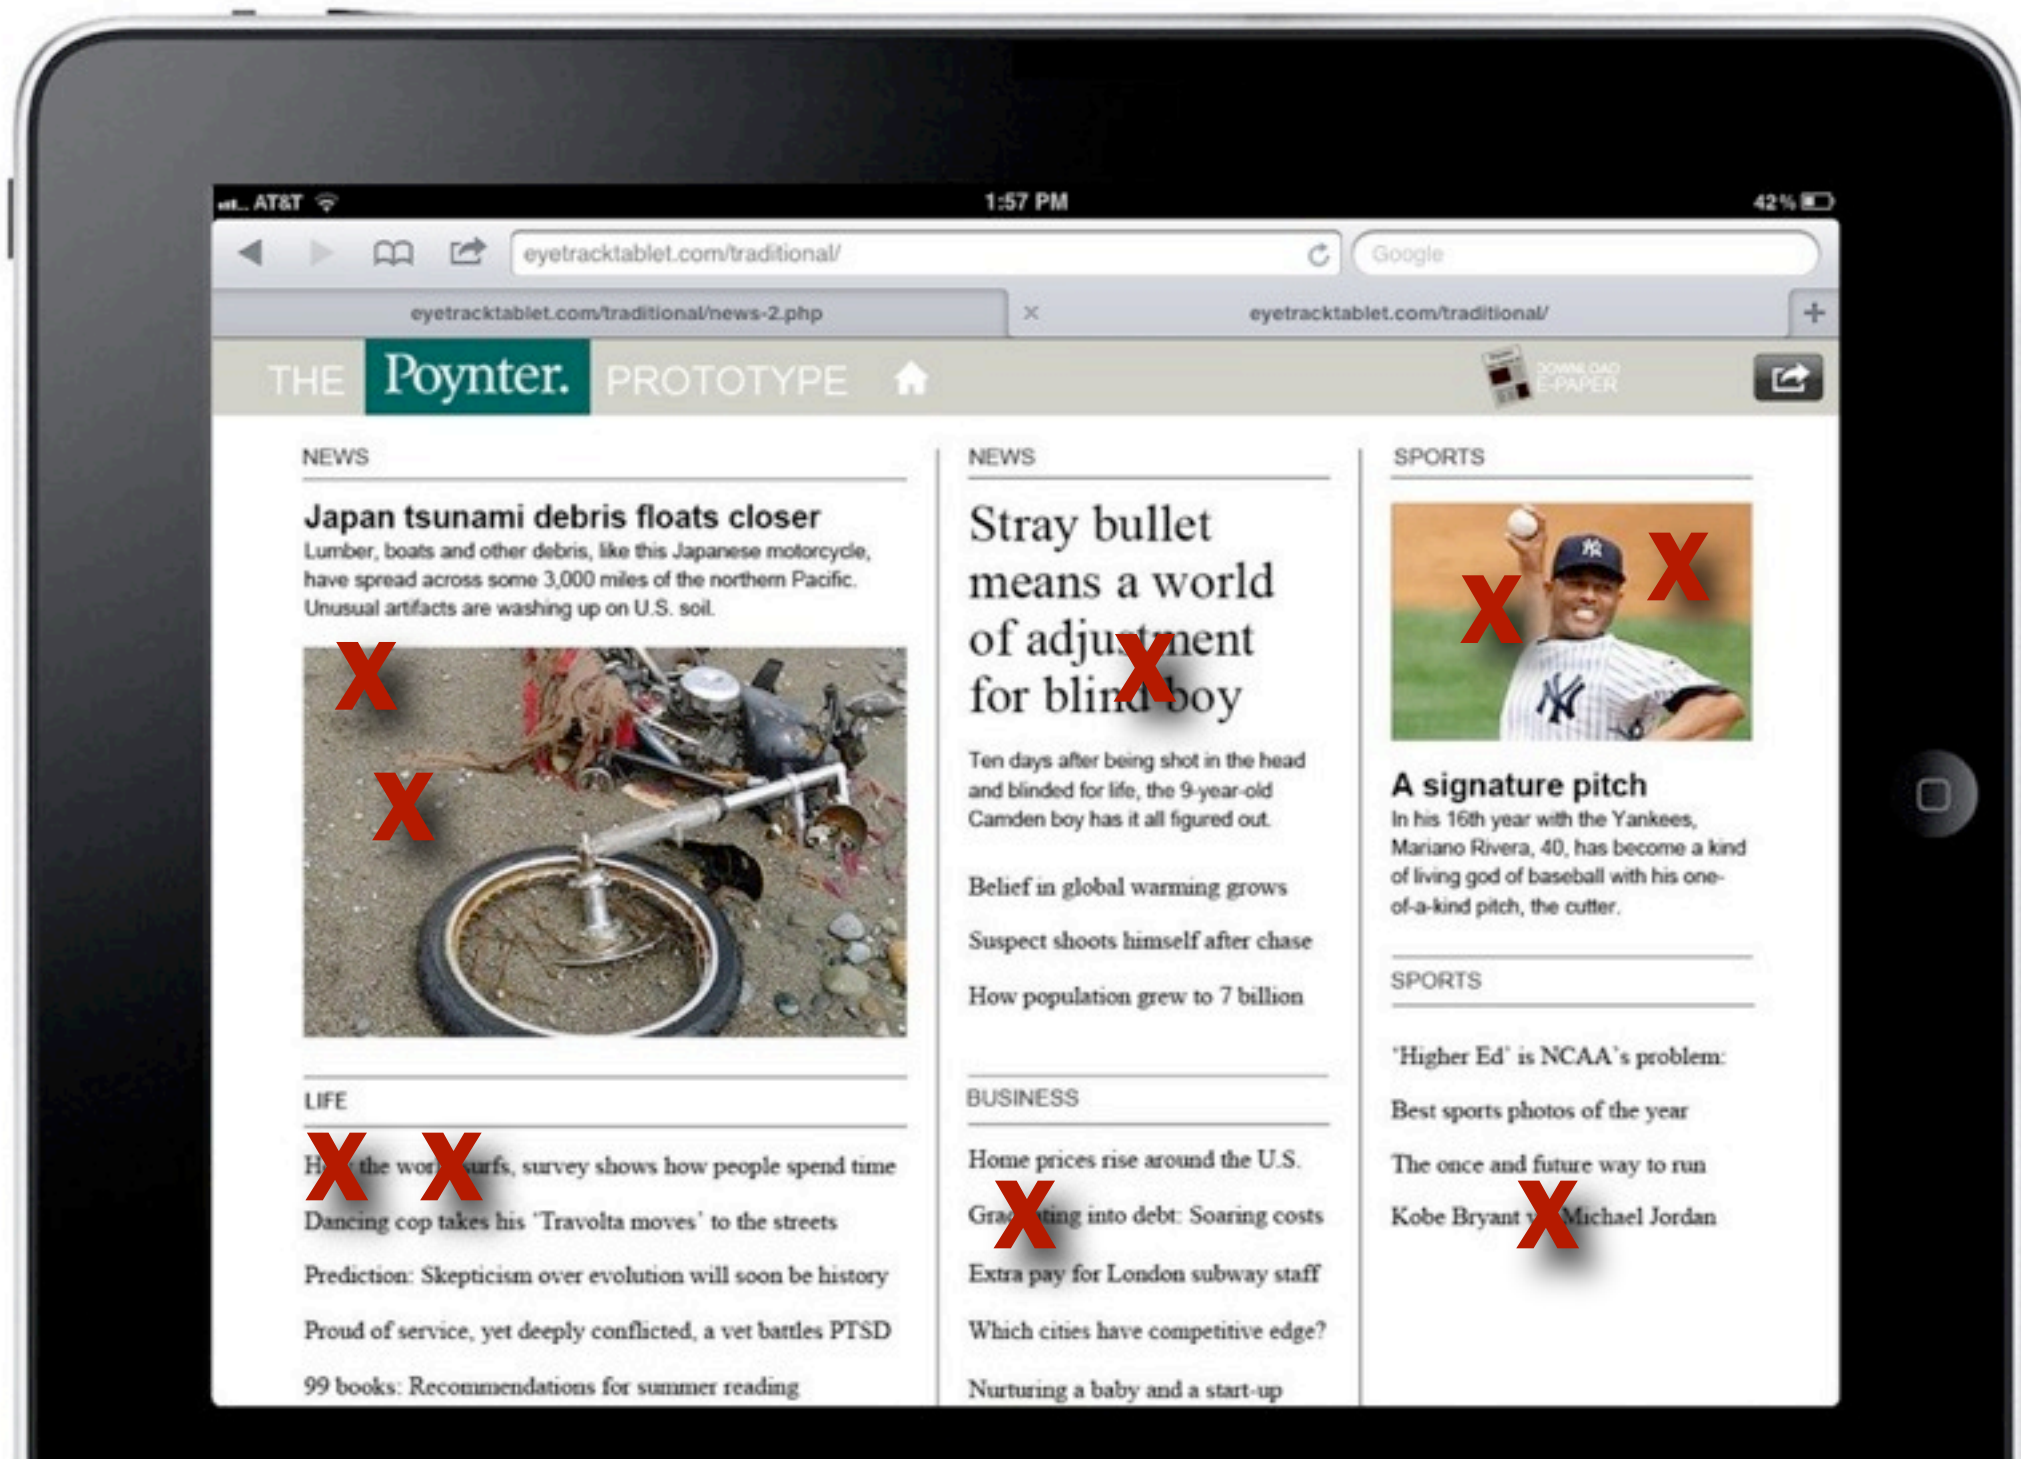 AT&T
1:57 PM
42%
eyetracktablet.com/traditional/
Google
eyetracktablet.com/traditional/news-2.php
eyetracktablet.com/traditional/
THE Poynter. PROTOTYPE
DOWNLOAD
E-PAPER
NEWS
Japan tsunami debris floats closer
Lumber, boats and other debris, like this Japanese motorcycle,
have spread across some 3,000 miles of the northern Pacific.
Unusual artifacts are washing up on U.S. soil.
X
X
LIFE
X X
the surfs, survey shows how people spend time
Dancing cop takes his 'Travolta moves' to the streets
Prediction: Skepticism over evolution will soon be history
Proud of service, yet deeply conflicted, a vet battles PTSD
99 books: Recommendations for summer reading
NEWS
Stray bullet
means a world
of adjustment
for blind boy
X
Ten days after being shot in the head
and blinded for life, the 9-year-old
Camden boy has it all figured out.
Belief in global warming grows
Suspect shoots himself after chase
How population grew to 7 billion
BUSINESS
Home prices rise around the U.S.
X
Graduating into debt: Soaring costs
Extra pay for London subway staff
Which cities have competitive edge?
Nurturing a baby and a start-up
SPORTS
X
X
NY
NY
A signature pitch
In his 16th year with the Yankees,
Mariano Rivera, 40, has become a kind
of living god of baseball with his one-
of-a-kind pitch, the cutter.
SPORTS
'Higher Ed' is NCAA's problem:
Best sports photos of the year
The once and future way to run
Kobe Bryant Michael Jordan
X